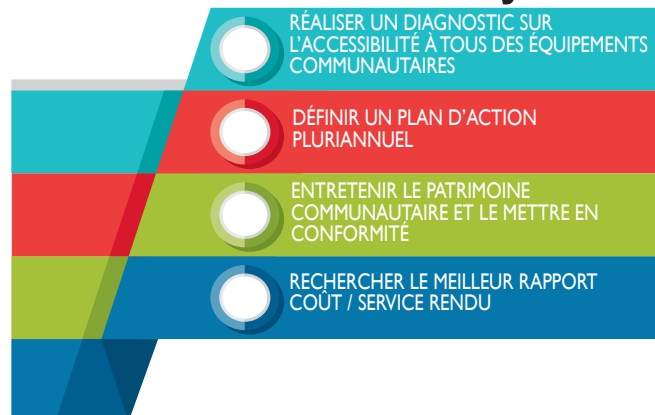 RÉALISER UN DIAGNOSTIC SUR
L'ACCESSIBILITÉ À TOUS DES ÉQUIPEMENTS
COMMUNAUTAIRES
DÉFINIR UN PLAN D'ACTION
PLURIANNUEL
ENTRETENIR LE PATRIMOINE
COMMUNAUTAIRE ET LE METTRE EN
CONFORMITÉ
RECHERCHER LE MEILLEUR RAPPORT
COÛT / SERVICE RENDU